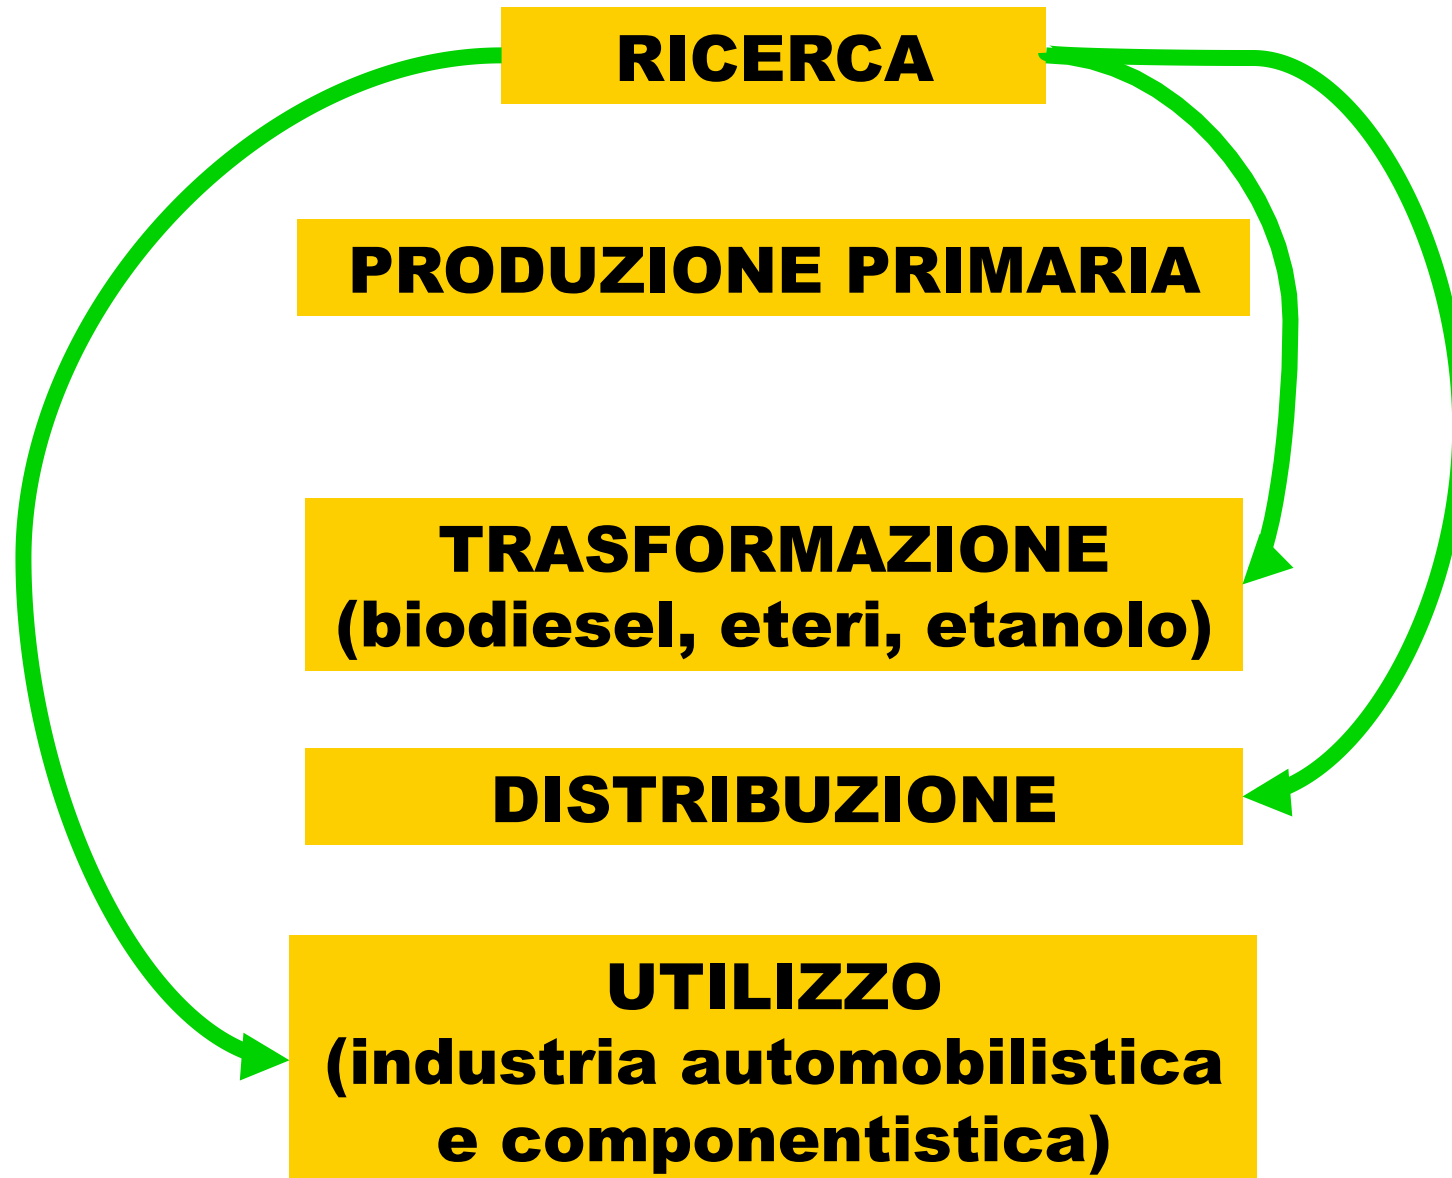 RICERCA
PRODUZIONE PRIMARIA
TRASFORMAZIONE
(biodiesel, eteri, etanolo)
DISTRIBUZIONE
UTILIZZO
(industria automobilistica
e componentistica)